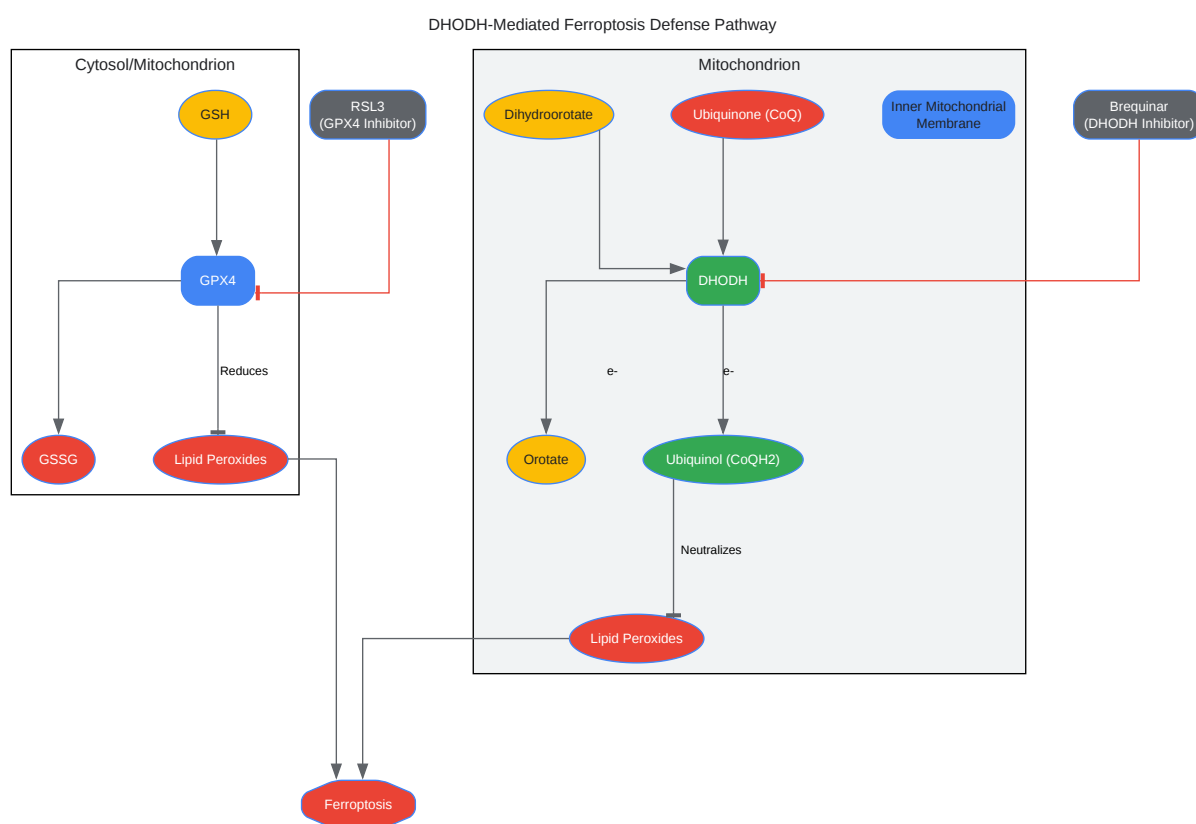 DHODH-Mediated Ferroptosis Defense Pathway
Cytosol/Mitochondrion
Mitochondrion
GSH
RSL3
(GPX4 Inhibitor)
Dihydroorotate
Ubiquinone (CoQ)
Inner Mitochondrial
Membrane
Brequinar
(DHODH Inhibitor)
GPX4
DHODH
Reduces
e-
e-
GSSG
Lipid Peroxides
Orotate
Ubiquinol (CoQH2)
Neutralizes
Lipid Peroxides
Ferroptosis